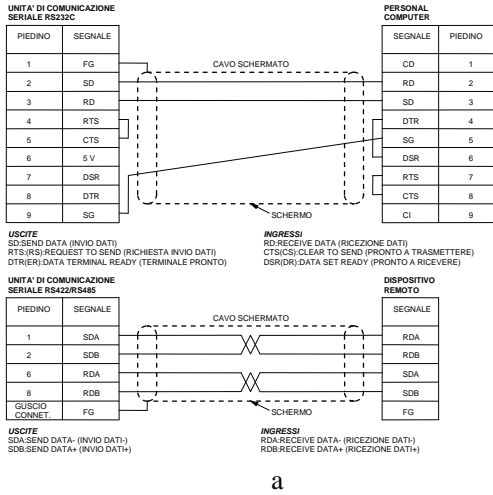 UNITA' DI COMUNICAZIONE
SERIALE RS232C
PERSONAL
COMPUTER
PIEDINO SEGNALE SEGNALE PIEDINO
CAVO SCHERMATO
1 FG CD 1
2 SD RD 2
3 RD SD 3
4 RTS DTR 4
5 CTS SG 5
6 5 V DSR 6
7 DSR RTS 7
8 DTR CTS 8
9 SG CI 9
SCHERMO
USCITE
SD:SEND DATA (INVIO DATI)
RTS:(RS):REQUEST TO SEND (RICHIESTA INVIO DATI)
DTR(ER):DATA TERMINAL READY (TERMINALE PRONTO)
INGRESSI
RD:RECEIVE DATA (RICEZIONE DATI)
CTS(CS):CLEAR TO SEND (PRONTO A TRASMETTERE)
DSR(DR):DATA SET READY (PRONTO A RICEVERE)
UNITA' DI COMUNICAZIONE
SERIALE RS422/RS485
DISPOSITIVO
REMOTO
PIEDINO SEGNALE SEGNALE
CAVO SCHERMATO
1 SDA RDA
2 SDB RDB
6 RDA SDA
8 RDB SDB
GUSCIO
CONNET. FG FG
SCHERMO
USCITE
SDA:SEND DATA- (INVIO DATI-)
SDB:SEND DATA+ (INVIO DATI+)
INGRESSI
RDA:RECEIVE DATA- (RICEZIONE DATI-)
RDB:RECEIVE DATA+ (RICEZIONE DATI+)
a